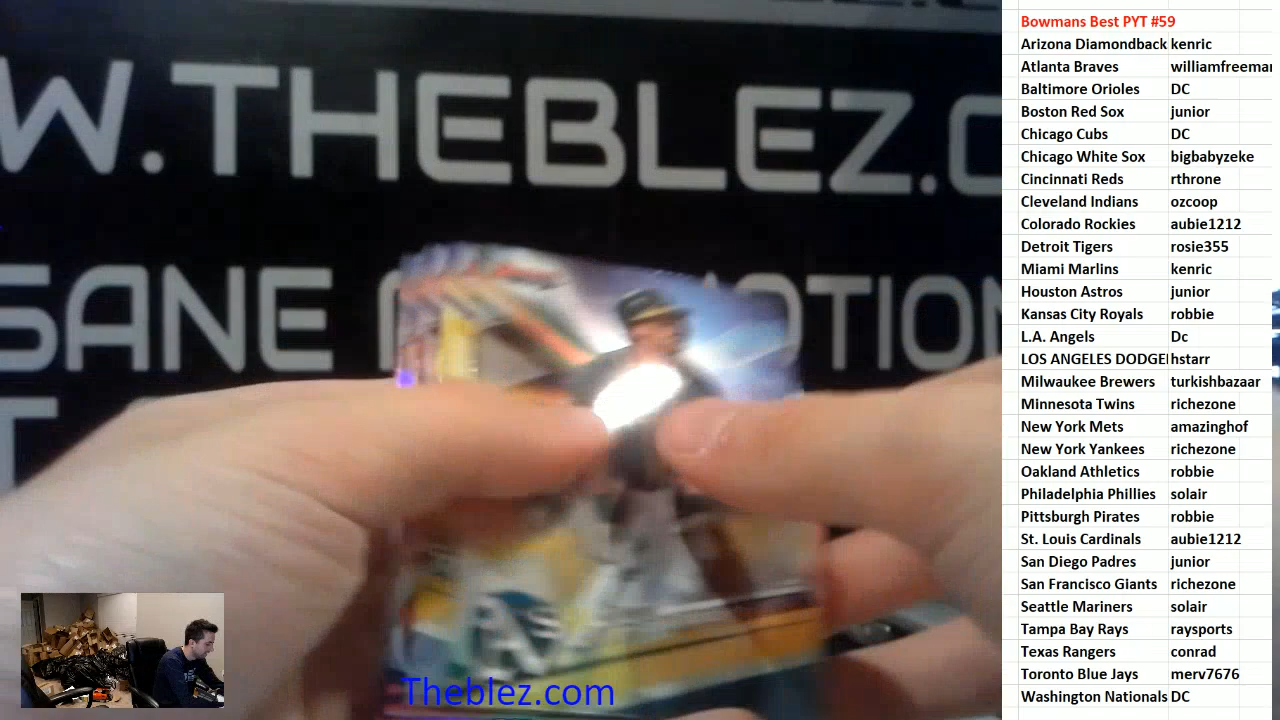 W.THEBLEZ.C
SANE
OTION
A's
Theblez.com
Bowmans Best PYT #59
Arizona Diamondback kenric
Atlanta Braves williamfreeman
Baltimore Orioles DC
Boston Red Sox junior
Chicago Cubs DC
Chicago White Sox bigbabyzeke
Cincinnati Reds rthrone
Cleveland Indians ozcoop
Colorado Rockies aubie1212
Detroit Tigers rosie355
Miami Marlins kenric
Houston Astros junior
Kansas City Royals robbie
L.A. Angels Dc
LOS ANGELES DODGE hstarr
Milwaukee Brewers turkishbazaar
Minnesota Twins richezone
New York Mets amazinghof
New York Yankees richezone
Oakland Athletics robbie
Philadelphia Phillies solair
Pittsburgh Pirates robbie
St. Louis Cardinals aubie1212
San Diego Padres junior
San Francisco Giants richezone
Seattle Mariners solair
Tampa Bay Rays raysports
Texas Rangers conrad
Toronto Blue Jays merv7676
Washington Nationals DC